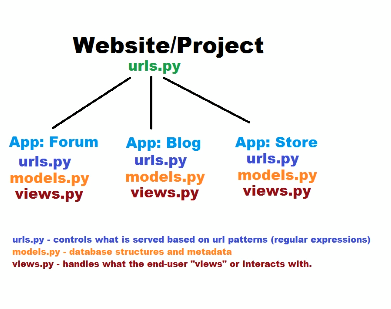 Website/Project
urls.py
App: Forum
urls.py
models.py
views.py
App: Blog
urls.py
models.py
views.py
App: Store
urls.py
models.py
views.py
urls.py - controls what is served based on url patterns (regular expressions)
models.py - database structures and metadata
views.py - handles what the end-user "views" or interacts with.